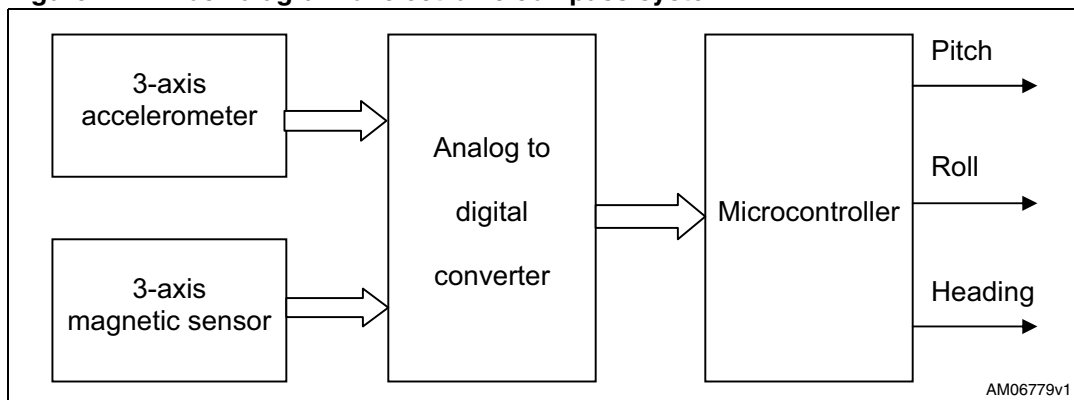 3-axis
accelerometer
3-axis
magnetic sensor
Analog to
digital
converter
Microcontroller
Pitch
Roll
Heading
AM06779v1